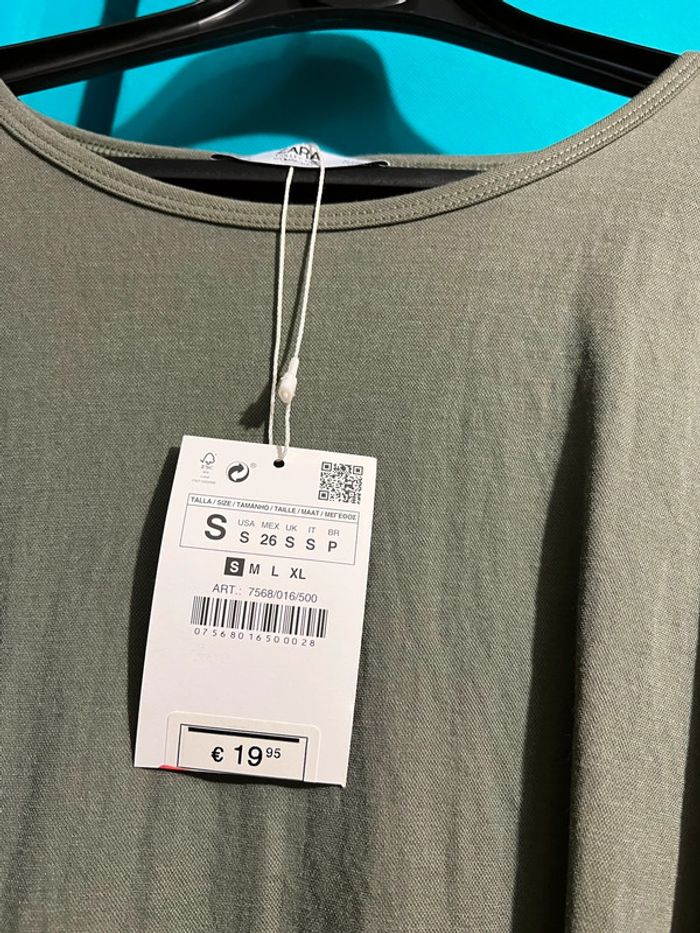 ZARA
FSC
TALLA / SIZE / TAMANHO / TAILLE / MAAT / ΜΕΓΕΘΟΣ
S
USA MEX UK IT BR
S 26 S S P
S M L XL
ART.: 7568/016/500
07568016500028
€ 19 95